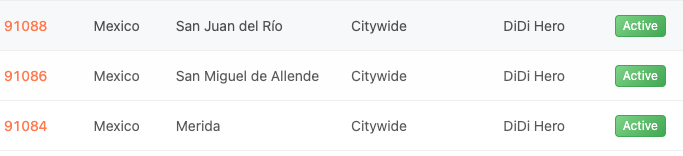 91088 Mexico San Juan del Río Citywide DiDi Hero Active
91086 Mexico San Miguel de Allende Citywide DiDi Hero Active
91084 Mexico Merida Citywide DiDi Hero Active